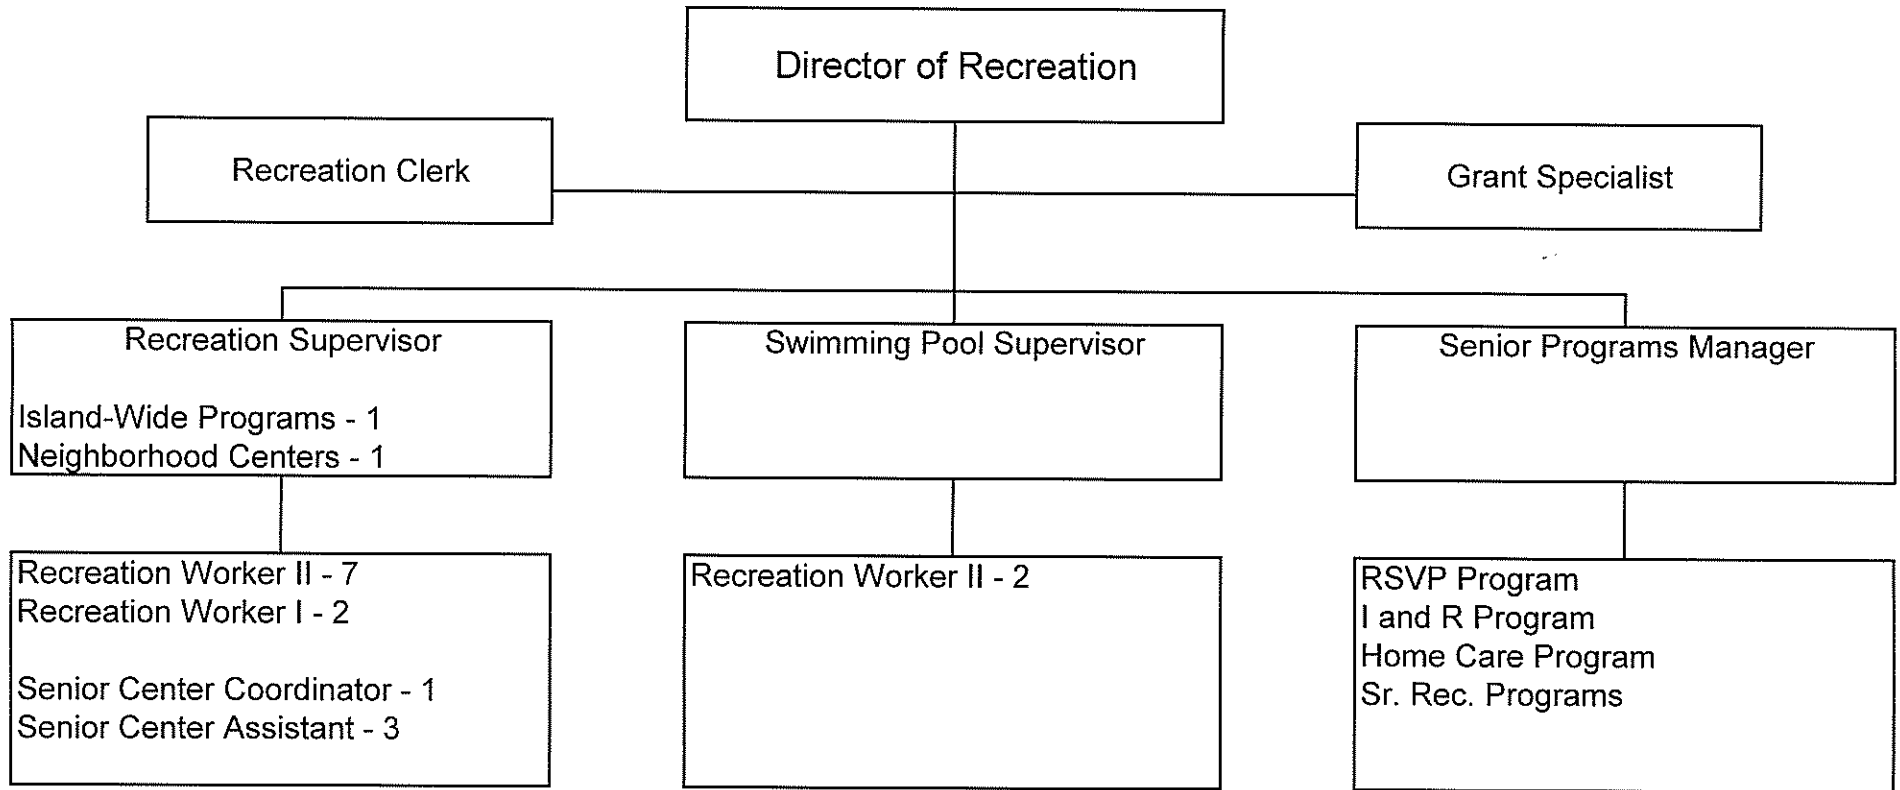 Director of Recreation
Recreation Clerk
Grant Specialist
Recreation Supervisor
Island-Wide Programs - 1
Neighborhood Centers - 1
Swimming Pool Supervisor
Senior Programs Manager
Recreation Worker II - 7
Recreation Worker I - 2
Senior Center Coordinator - 1
Senior Center Assistant - 3
Recreation Worker II - 2
RSVP Program
I and R Program
Home Care Program
Sr. Rec. Programs